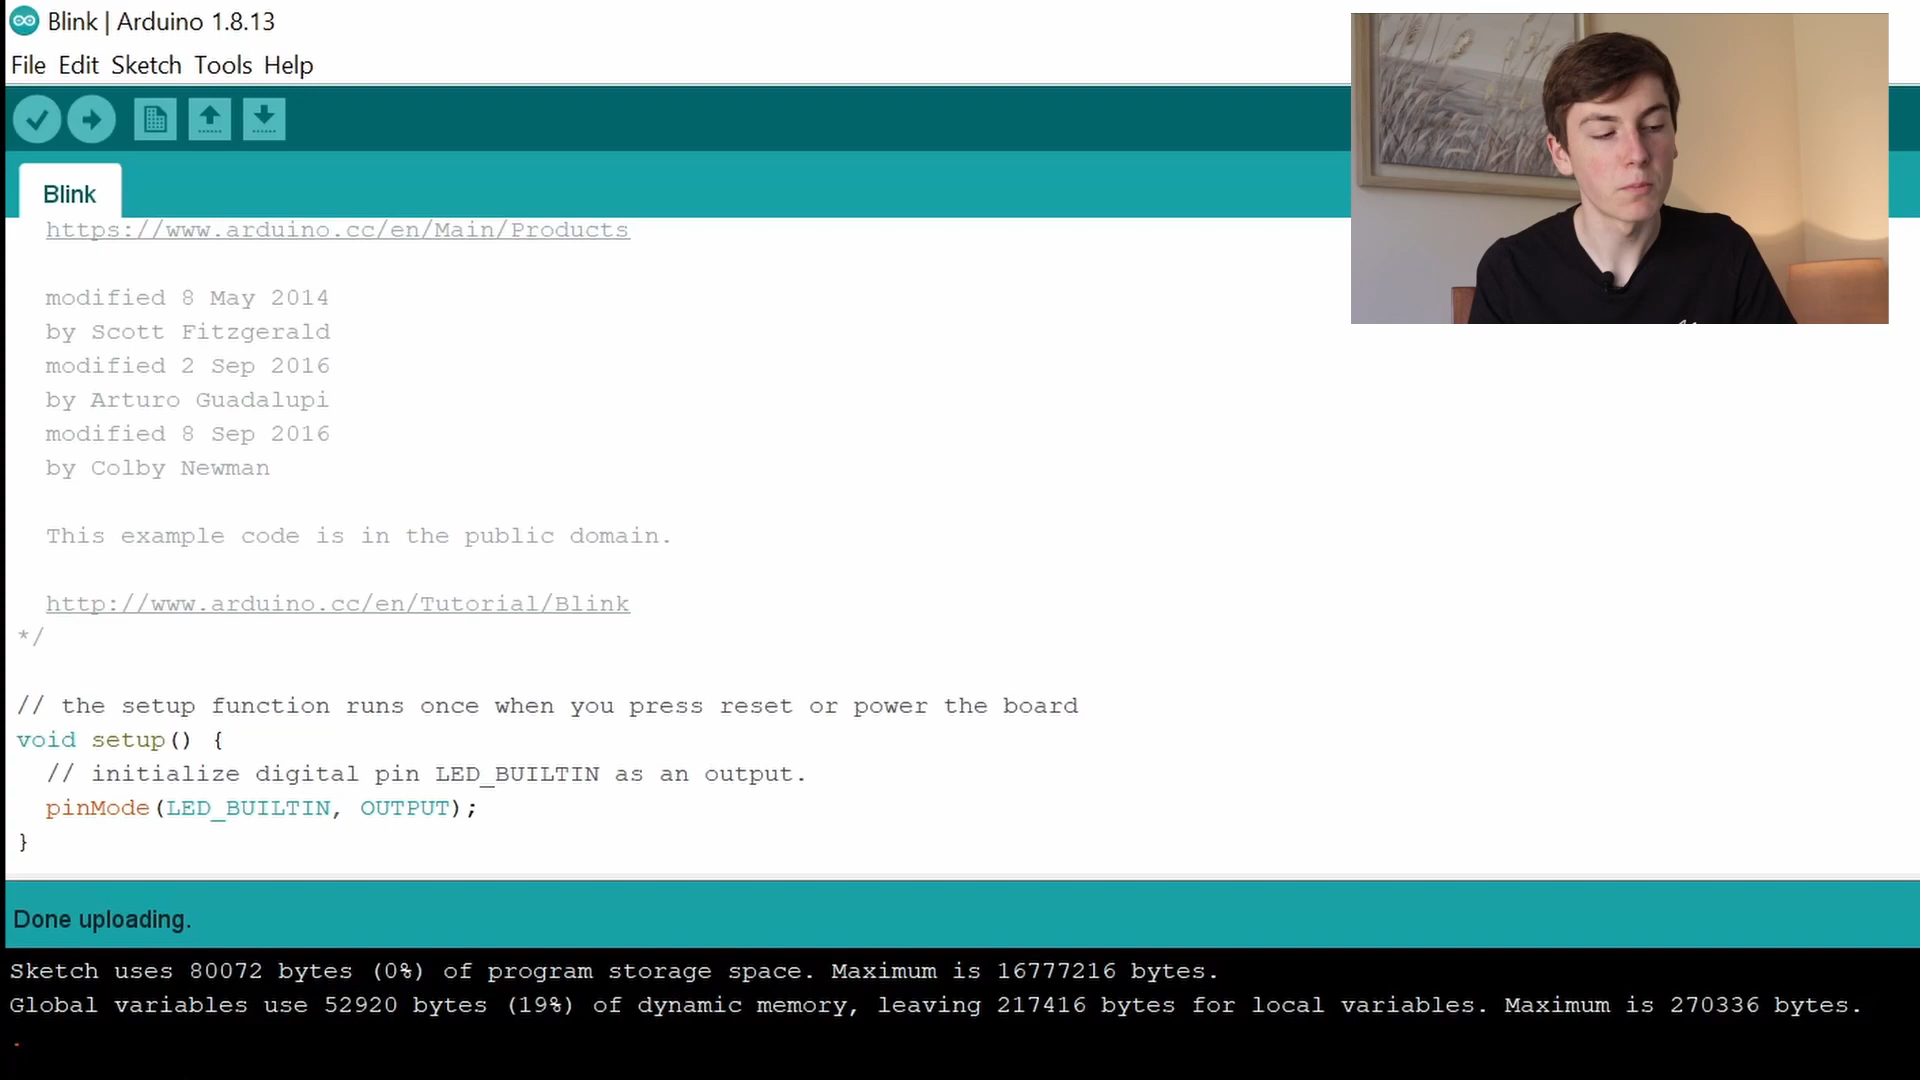 Blink | Arduino 1.8.13
File Edit Sketch Tools Help
Blink
https://www.arduino.cc/en/Main/Products
modified 8 May 2014
by Scott Fitzgerald
modified 2 Sep 2016
by Arturo Guadalupi
modified 8 Sep 2016
by Colby Newman
This example code is in the public domain.
http://www.arduino.cc/en/Tutorial/Blink
*/
// the setup function runs once when you press reset or power the board
void setup() {
// initialize digital pin LED_BUILTIN as an output.
pinMode(LED_BUILTIN, OUTPUT);
}
Done uploading.
Sketch uses 80072 bytes (0%) of program storage space. Maximum is 16777216 bytes.
Global variables use 52920 bytes (19%) of dynamic memory, leaving 217416 bytes for local variables. Maximum is 270336 bytes.
.